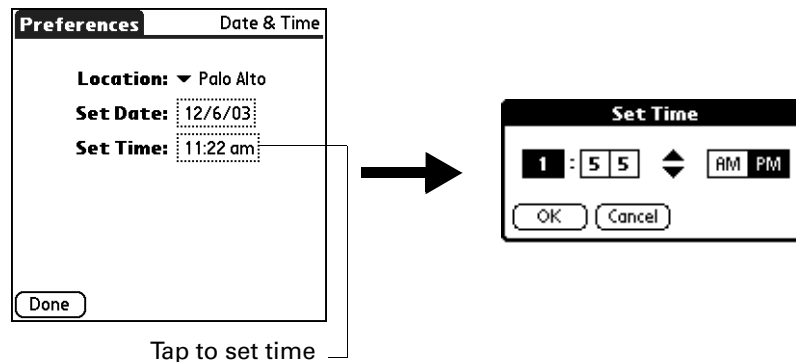 Preferences Date & Time
Location: Palo Alto
Set Date: 12/6/03
Set Time: 11:22 am
Done
Tap to set time
Set Time
1 : 5 5 AM PM
OK Cancel